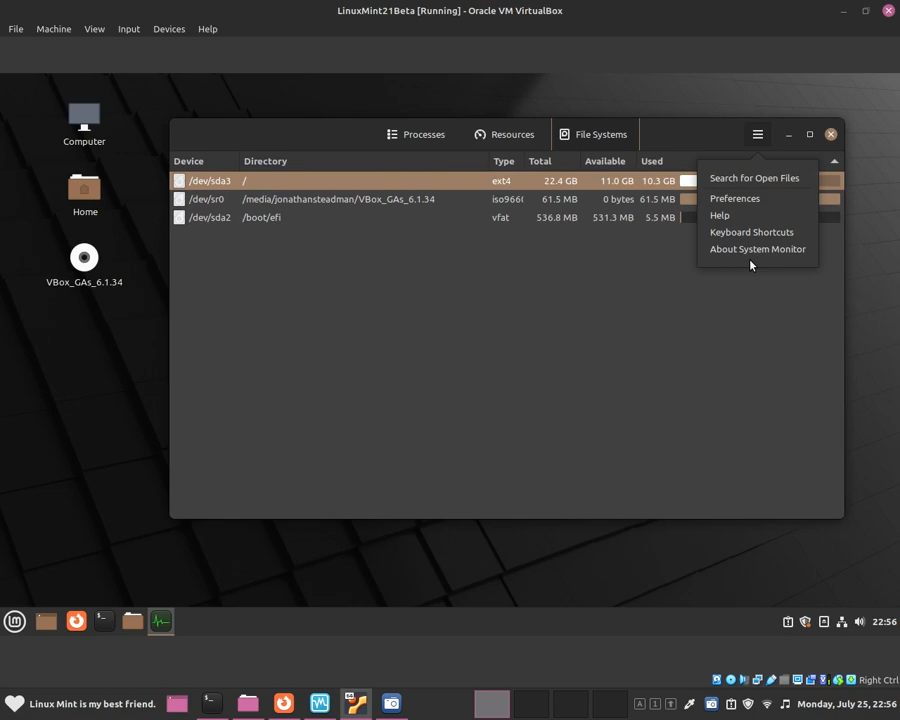 LinuxMint21Beta [Running] - Oracle VM VirtualBox
File Machine View Input Devices Help
Computer
Home
VBox_GAs_6.1.34
Processes Resources File Systems
Device Directory Type Total Available Used
/dev/sda3 / ext4 22.4 GB 11.0 GB 10.3 GB
/dev/sr0 /media/jonathansteadman/VBox_GAs_6.1.34 iso966 61.5 MB 0 bytes 61.5 MB
/dev/sda2 /boot/efi vfat 536.8 MB 531.3 MB 5.5 MB
Search for Open Files
Preferences
Help
Keyboard Shortcuts
About System Monitor
22:56
Right Ctrl
Linux Mint is my best friend.
A 1
Monday, July 25, 22:56